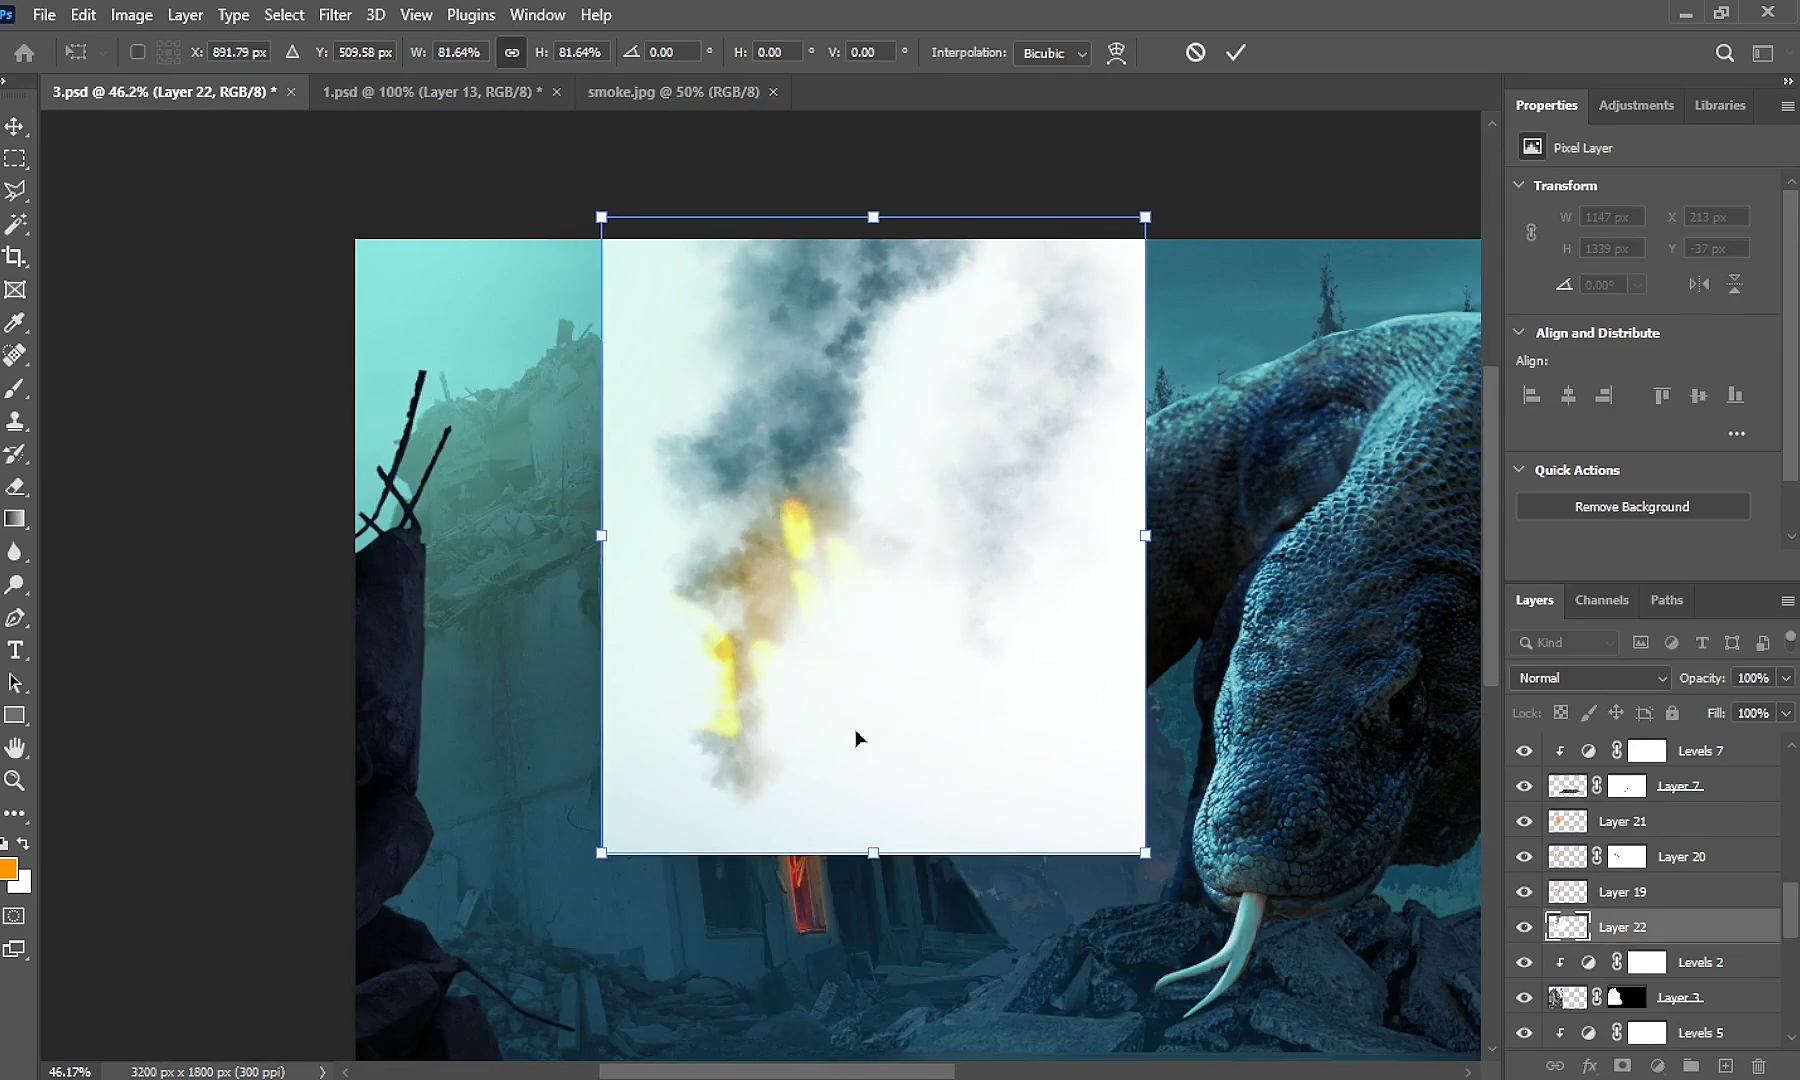 Ps File Edit Image Layer Type Select Filter 3D View Plugins Window Help
X: 891.79 px Y: 509.58 px W: 81.64% H: 81.64% 0.00 ° H: 0.00 ° V: 0.00 ° Interpolation: Bicubic
3.psd @ 46.2% (Layer 22, RGB/8) * × 1.psd @ 100% (Layer 13, RGB/8) * × smoke.jpg @ 50% (RGB/8) ×
Properties Adjustments Libraries
Pixel Layer
Transform
W 1147 px X 213 px
H 1339 px Y -37 px
0.00°
Align and Distribute
Align:
Quick Actions
Remove Background
Layers Channels Paths
Kind
Normal Opacity: 100%
Lock: Fill: 100%
Levels 7
Layer 7
Layer 21
Layer 20
Layer 19
Layer 22
Levels 2
Layer 3
Levels 5
46.17% 3200 px x 1800 px (300 ppi)